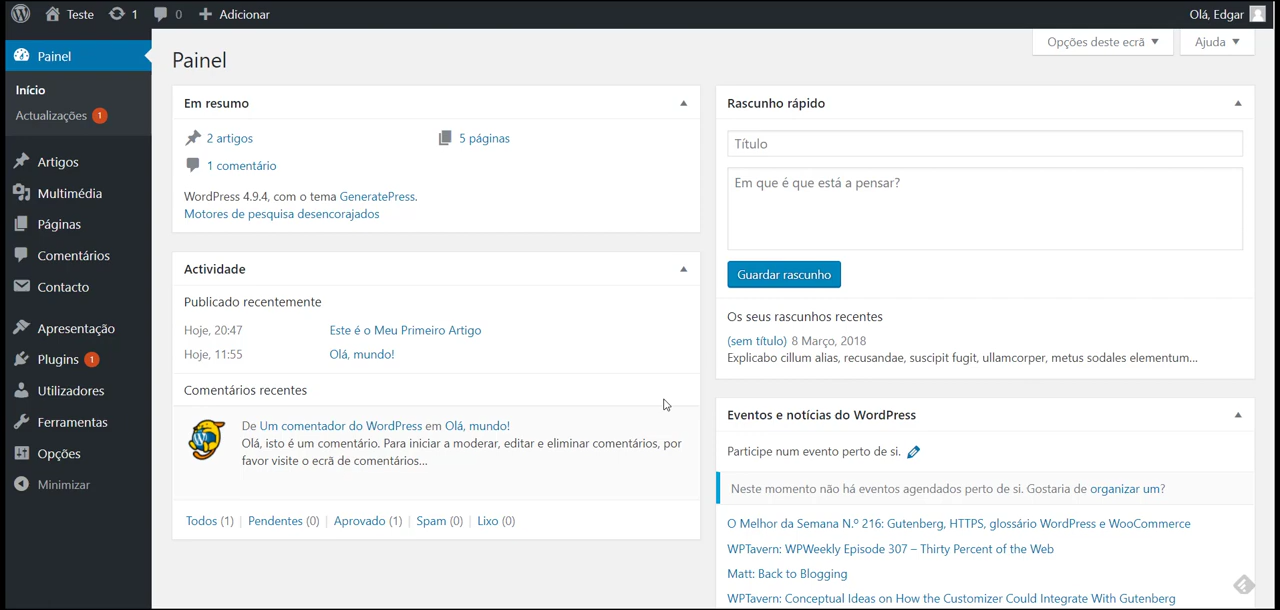 Teste 1 0 Adicionar
Olá, Edgar
Painel
Início
Actualizações 1
Artigos
Multimédia
Páginas
Comentários
Contacto
Apresentação
Plugins 1
Utilizadores
Ferramentas
Opções
Minimizar
Opções deste ecrã
Ajuda
Painel
Em resumo
2 artigos
5 páginas
1 comentário
WordPress 4.9.4, com o tema GeneratePress.
Motores de pesquisa desencorajados
Actividade
Publicado recentemente
Hoje, 20:47 Este é o Meu Primeiro Artigo
Hoje, 11:55 Olá, mundo!
Comentários recentes
De Um comentador do WordPress em Olá, mundo!
Olá, isto é um comentário. Para iniciar a moderar, editar e eliminar comentários, por
favor visite o ecrã de comentários...
Todos (1) | Pendentes (0) | Aprovado (1) | Spam (0) | Lixo (0)
Rascunho rápido
Título
Em que é que está a pensar?
Guardar rascunho
Os seus rascunhos recentes
(sem título) 8 Março, 2018
Explicabo cillum alias, recusandae, suscipit fugit, ullamcorper, metus sodales elementum...
Eventos e notícias do WordPress
Participe num evento perto de si.
Neste momento não há eventos agendados perto de si. Gostaria de organizar um?
O Melhor da Semana N.º 216: Gutenberg, HTTPS, glossário WordPress e WooCommerce
WPTavern: WPWeekly Episode 307 – Thirty Percent of the Web
Matt: Back to Blogging
WPTavern: Conceptual Ideas on How the Customizer Could Integrate With Gutenberg